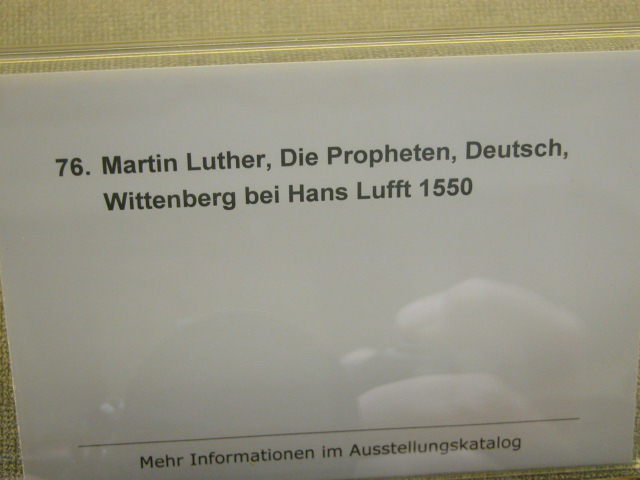 76. Martin Luther, Die Propheten, Deutsch,
Wittenberg bei Hans Lufft 1550
Mehr Informationen im Ausstellungskatalog